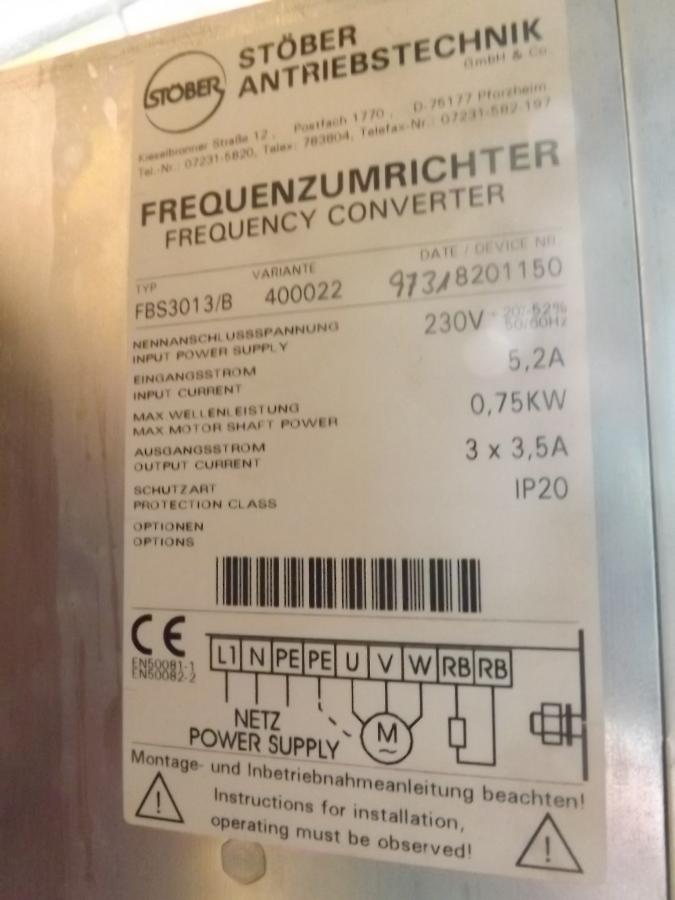 STÖBER
STÖBER
ANTRIEBSTECHNIK
GmbH & Co.
Kieselbronner Straße 12, Postfach 1770, D-75177 Pforzheim
Tel.-Nr.: 07231-5820, Telex: 783804, Telefax-Nr.: 07231-582-197
FREQUENZUMRICHTER
FREQUENCY CONVERTER
TYP VARIANTE DATE / DEVICE NR.
FBS3013/B 400022 9731 8201150
NENNANSCHLUSSSPANNUNG
INPUT POWER SUPPLY
230V 50/60Hz
EINGANGSSTROM
INPUT CURRENT
5,2A
MAX WELLENLEISTUNG
MAX MOTOR SHAFT POWER
0,75KW
AUSGANGSSTROM
OUTPUT CURRENT
3 x 3,5A
SCHUTZART
PROTECTION CLASS
IP20
OPTIONEN
OPTIONS
CE
EN50081-1
EN50082-2
L1 N PE PE U V W RB RB
M
~
NETZ
POWER SUPPLY
Montage- und Inbetriebnahmeanleitung beachten!
Instructions for installation,
operating must be observed!
! !